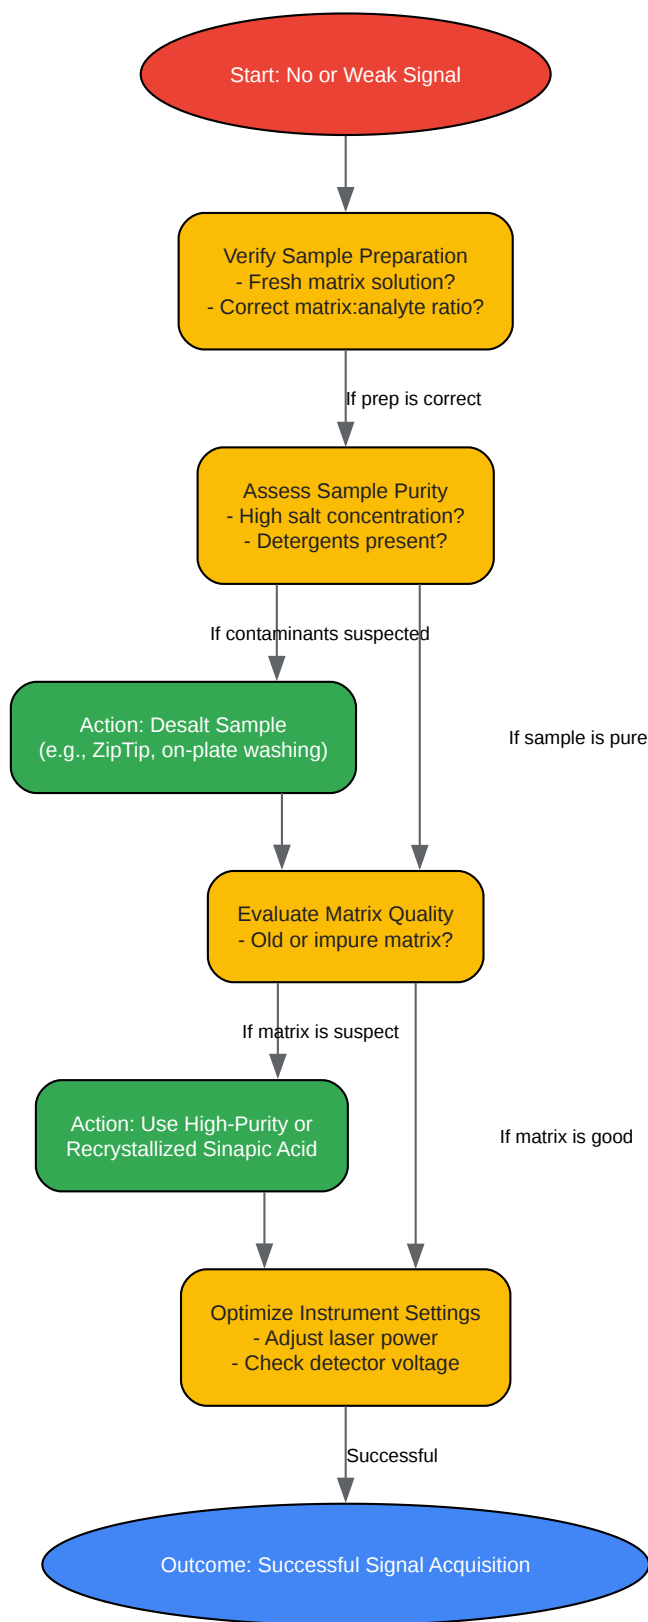 Start: No or Weak Signal
Verify Sample Preparation
- Fresh matrix solution?
- Correct matrix:analyte ratio?
If prep is correct
Assess Sample Purity
- High salt concentration?
- Detergents present?
If contaminants suspected
Action: Desalt Sample
(e.g., ZipTip, on-plate washing)
If sample is pure
Evaluate Matrix Quality
- Old or impure matrix?
If matrix is suspect
Action: Use High-Purity or
Recrystallized Sinapic Acid
If matrix is good
Optimize Instrument Settings
- Adjust laser power
- Check detector voltage
Successful
Outcome: Successful Signal Acquisition